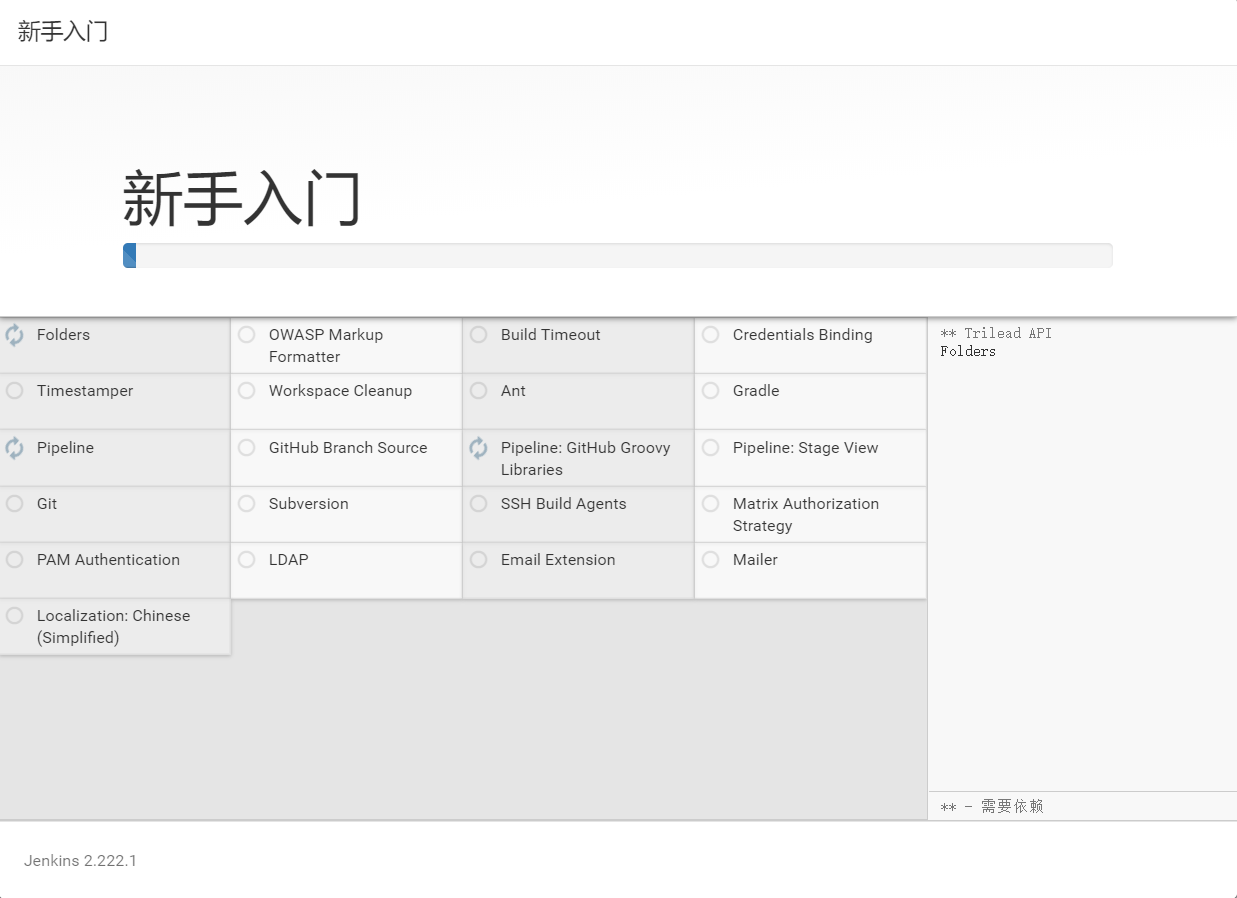 新手入门
新手入门
Folders
OWASP Markup
Formatter
Build Timeout
Credentials Binding
Timestamper
Workspace Cleanup
Ant
Gradle
Pipeline
GitHub Branch Source
Pipeline: GitHub Groovy
Libraries
Pipeline: Stage View
Git
Subversion
SSH Build Agents
Matrix Authorization
Strategy
PAM Authentication
LDAP
Email Extension
Mailer
Localization: Chinese
(Simplified)
** Trilead API
Folders
** - 需要依赖
Jenkins 2.222.1